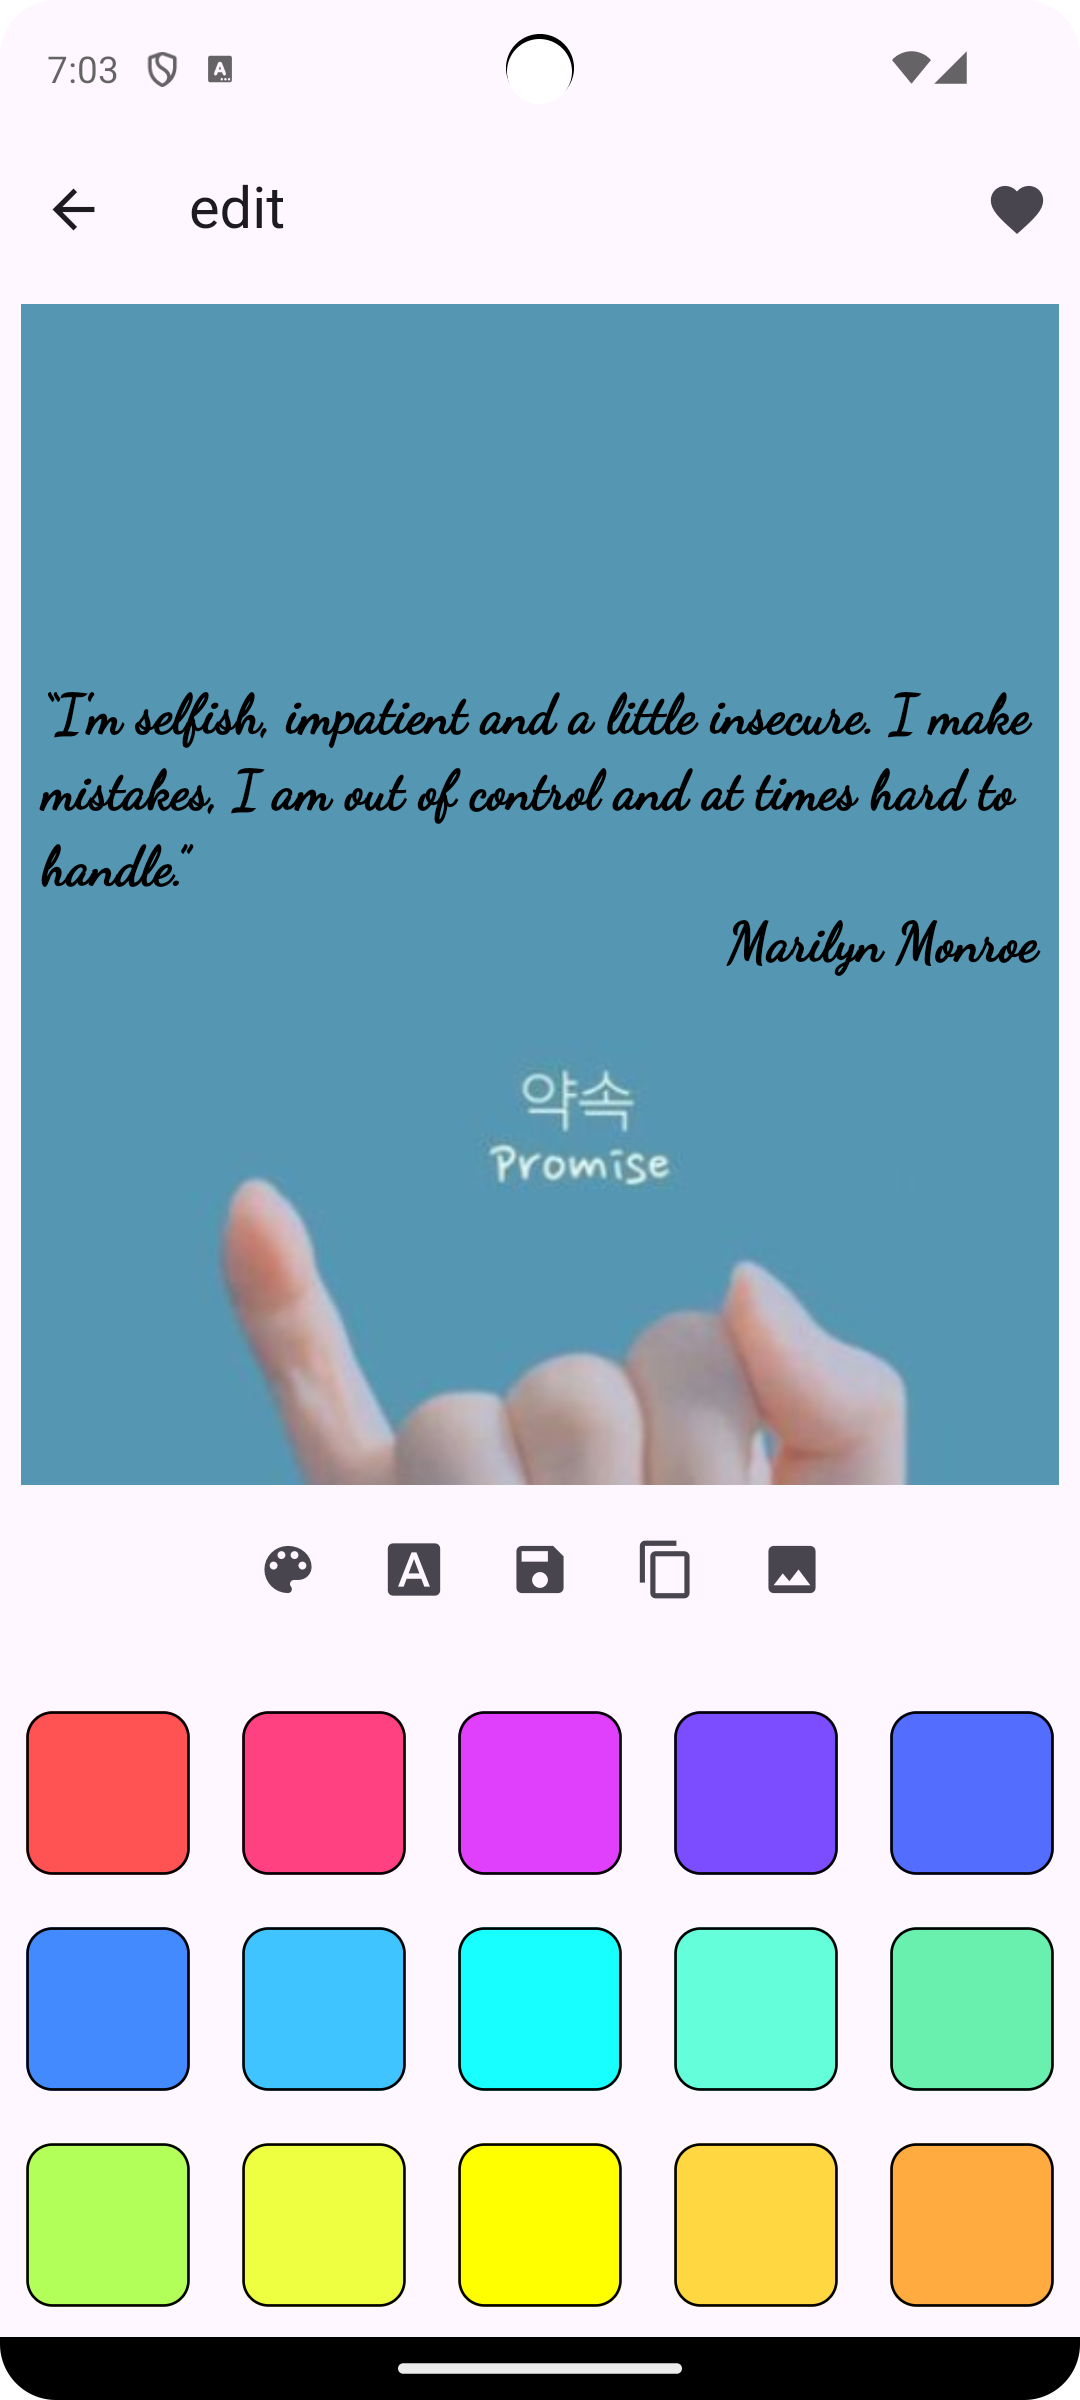 7:03
edit
“I'm selfish, impatient and a little insecure. I make
mistakes, I am out of control and at times hard to
handle.”
Marilyn Monroe
약속
Promise